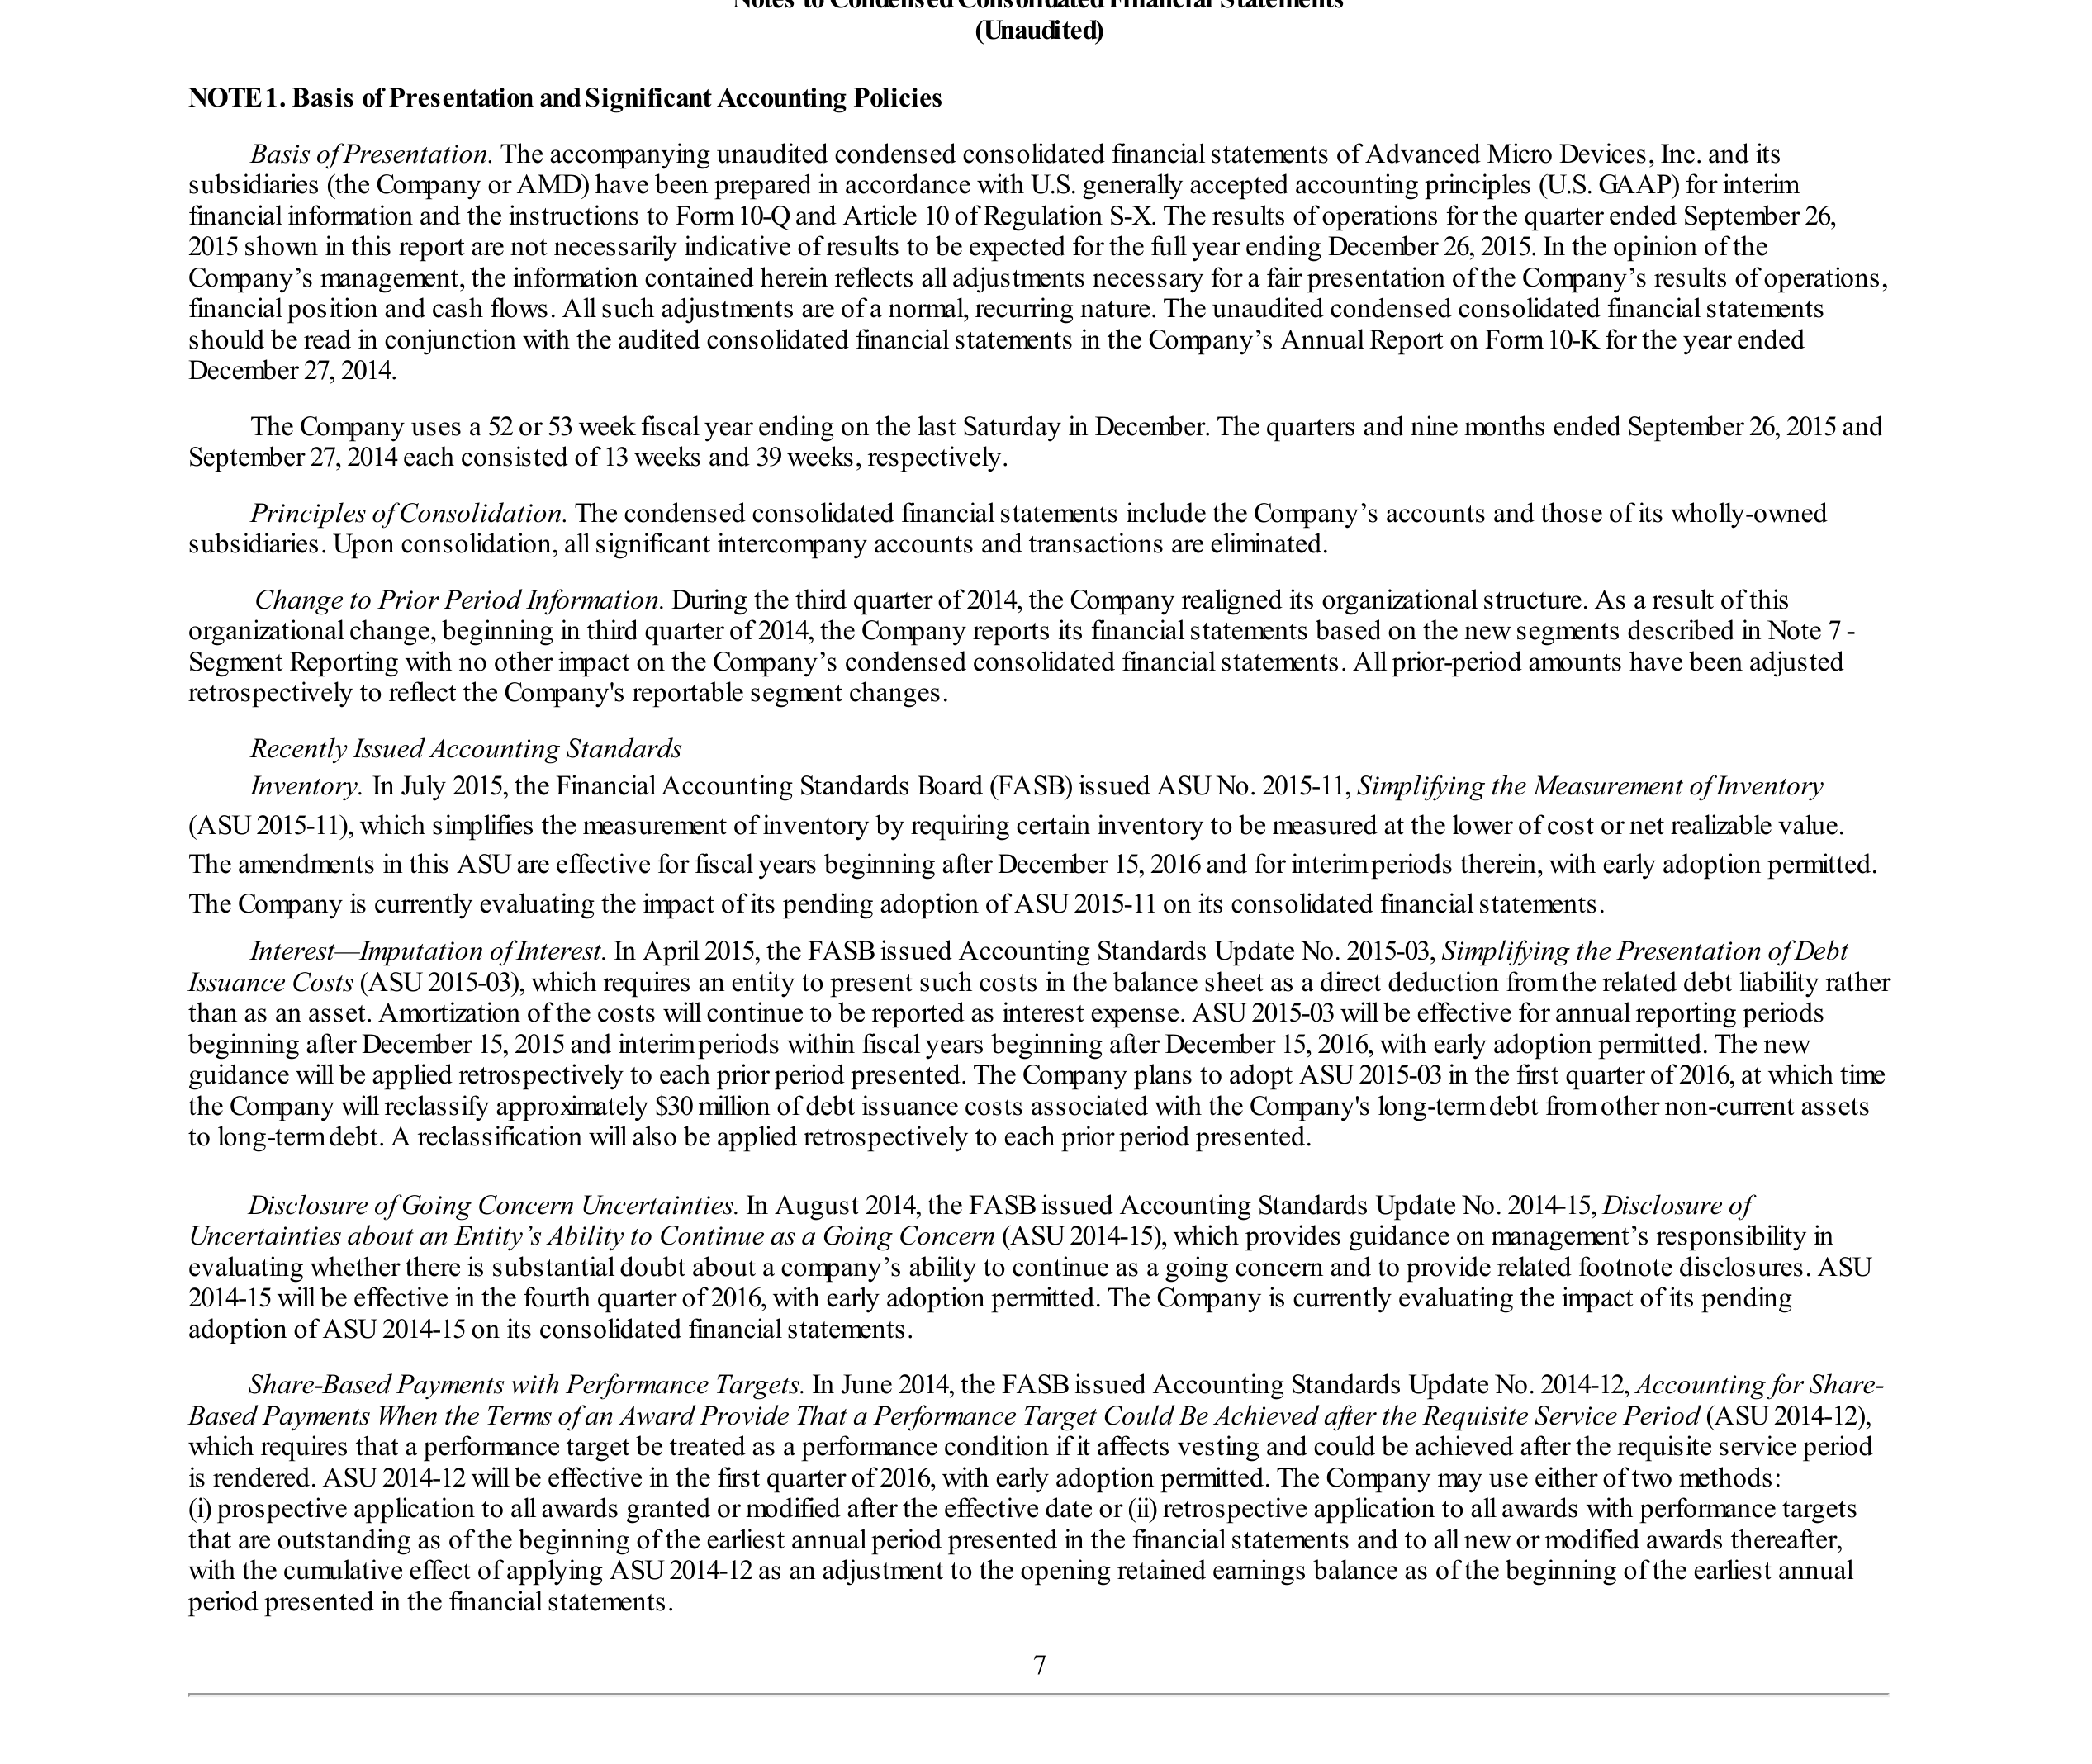 Notes to Condensed Consolidated Financial Statements
(Unaudited)
NOTE 1. Basis of Presentation and Significant Accounting Policies
Basis of Presentation. The accompanying unaudited condensed consolidated financial statements of Advanced Micro Devices, Inc. and its
subsidiaries (the Company or AMD) have been prepared in accordance with U.S. generally accepted accounting principles (U.S. GAAP) for interim
financial information and the instructions to Form 10-Q and Article 10 of Regulation S-X. The results of operations for the quarter ended September 26,
2015 shown in this report are not necessarily indicative of results to be expected for the full year ending December 26, 2015. In the opinion of the
Company’s management, the information contained herein reflects all adjustments necessary for a fair presentation of the Company’s results of operations,
financial position and cash flows. All such adjustments are of a normal, recurring nature. The unaudited condensed consolidated financial statements
should be read in conjunction with the audited consolidated financial statements in the Company’s Annual Report on Form 10-K for the year ended
December 27, 2014.
The Company uses a 52 or 53 week fiscal year ending on the last Saturday in December. The quarters and nine months ended September 26, 2015 and
September 27, 2014 each consisted of 13 weeks and 39 weeks, respectively.
Principles of Consolidation. The condensed consolidated financial statements include the Company’s accounts and those of its wholly-owned
subsidiaries. Upon consolidation, all significant intercompany accounts and transactions are eliminated.
Change to Prior Period Information. During the third quarter of 2014, the Company realigned its organizational structure. As a result of this
organizational change, beginning in third quarter of 2014, the Company reports its financial statements based on the new segments described in Note 7 -
Segment Reporting with no other impact on the Company’s condensed consolidated financial statements. All prior-period amounts have been adjusted
retrospectively to reflect the Company's reportable segment changes.
Recently Issued Accounting Standards
Inventory. In July 2015, the Financial Accounting Standards Board (FASB) issued ASU No. 2015-11, Simplifying the Measurement of Inventory
(ASU 2015-11), which simplifies the measurement of inventory by requiring certain inventory to be measured at the lower of cost or net realizable value.
The amendments in this ASU are effective for fiscal years beginning after December 15, 2016 and for interim periods therein, with early adoption permitted.
The Company is currently evaluating the impact of its pending adoption of ASU 2015-11 on its consolidated financial statements.
Interest—Imputation of Interest. In April 2015, the FASB issued Accounting Standards Update No. 2015-03, Simplifying the Presentation of Debt
Issuance Costs (ASU 2015-03), which requires an entity to present such costs in the balance sheet as a direct deduction from the related debt liability rather
than as an asset. Amortization of the costs will continue to be reported as interest expense. ASU 2015-03 will be effective for annual reporting periods
beginning after December 15, 2015 and interim periods within fiscal years beginning after December 15, 2016, with early adoption permitted. The new
guidance will be applied retrospectively to each prior period presented. The Company plans to adopt ASU 2015-03 in the first quarter of 2016, at which time
the Company will reclassify approximately $30 million of debt issuance costs associated with the Company's long-term debt from other non-current assets
to long-term debt. A reclassification will also be applied retrospectively to each prior period presented.
Disclosure of Going Concern Uncertainties. In August 2014, the FASB issued Accounting Standards Update No. 2014-15, Disclosure of
Uncertainties about an Entity’s Ability to Continue as a Going Concern (ASU 2014-15), which provides guidance on management’s responsibility in
evaluating whether there is substantial doubt about a company’s ability to continue as a going concern and to provide related footnote disclosures. ASU
2014-15 will be effective in the fourth quarter of 2016, with early adoption permitted. The Company is currently evaluating the impact of its pending
adoption of ASU 2014-15 on its consolidated financial statements.
Share-Based Payments with Performance Targets. In June 2014, the FASB issued Accounting Standards Update No. 2014-12, Accounting for Share-
Based Payments When the Terms of an Award Provide That a Performance Target Could Be Achieved after the Requisite Service Period (ASU 2014-12),
which requires that a performance target be treated as a performance condition if it affects vesting and could be achieved after the requisite service period
is rendered. ASU 2014-12 will be effective in the first quarter of 2016, with early adoption permitted. The Company may use either of two methods:
(i) prospective application to all awards granted or modified after the effective date or (ii) retrospective application to all awards with performance targets
that are outstanding as of the beginning of the earliest annual period presented in the financial statements and to all new or modified awards thereafter,
with the cumulative effect of applying ASU 2014-12 as an adjustment to the opening retained earnings balance as of the beginning of the earliest annual
period presented in the financial statements.
7